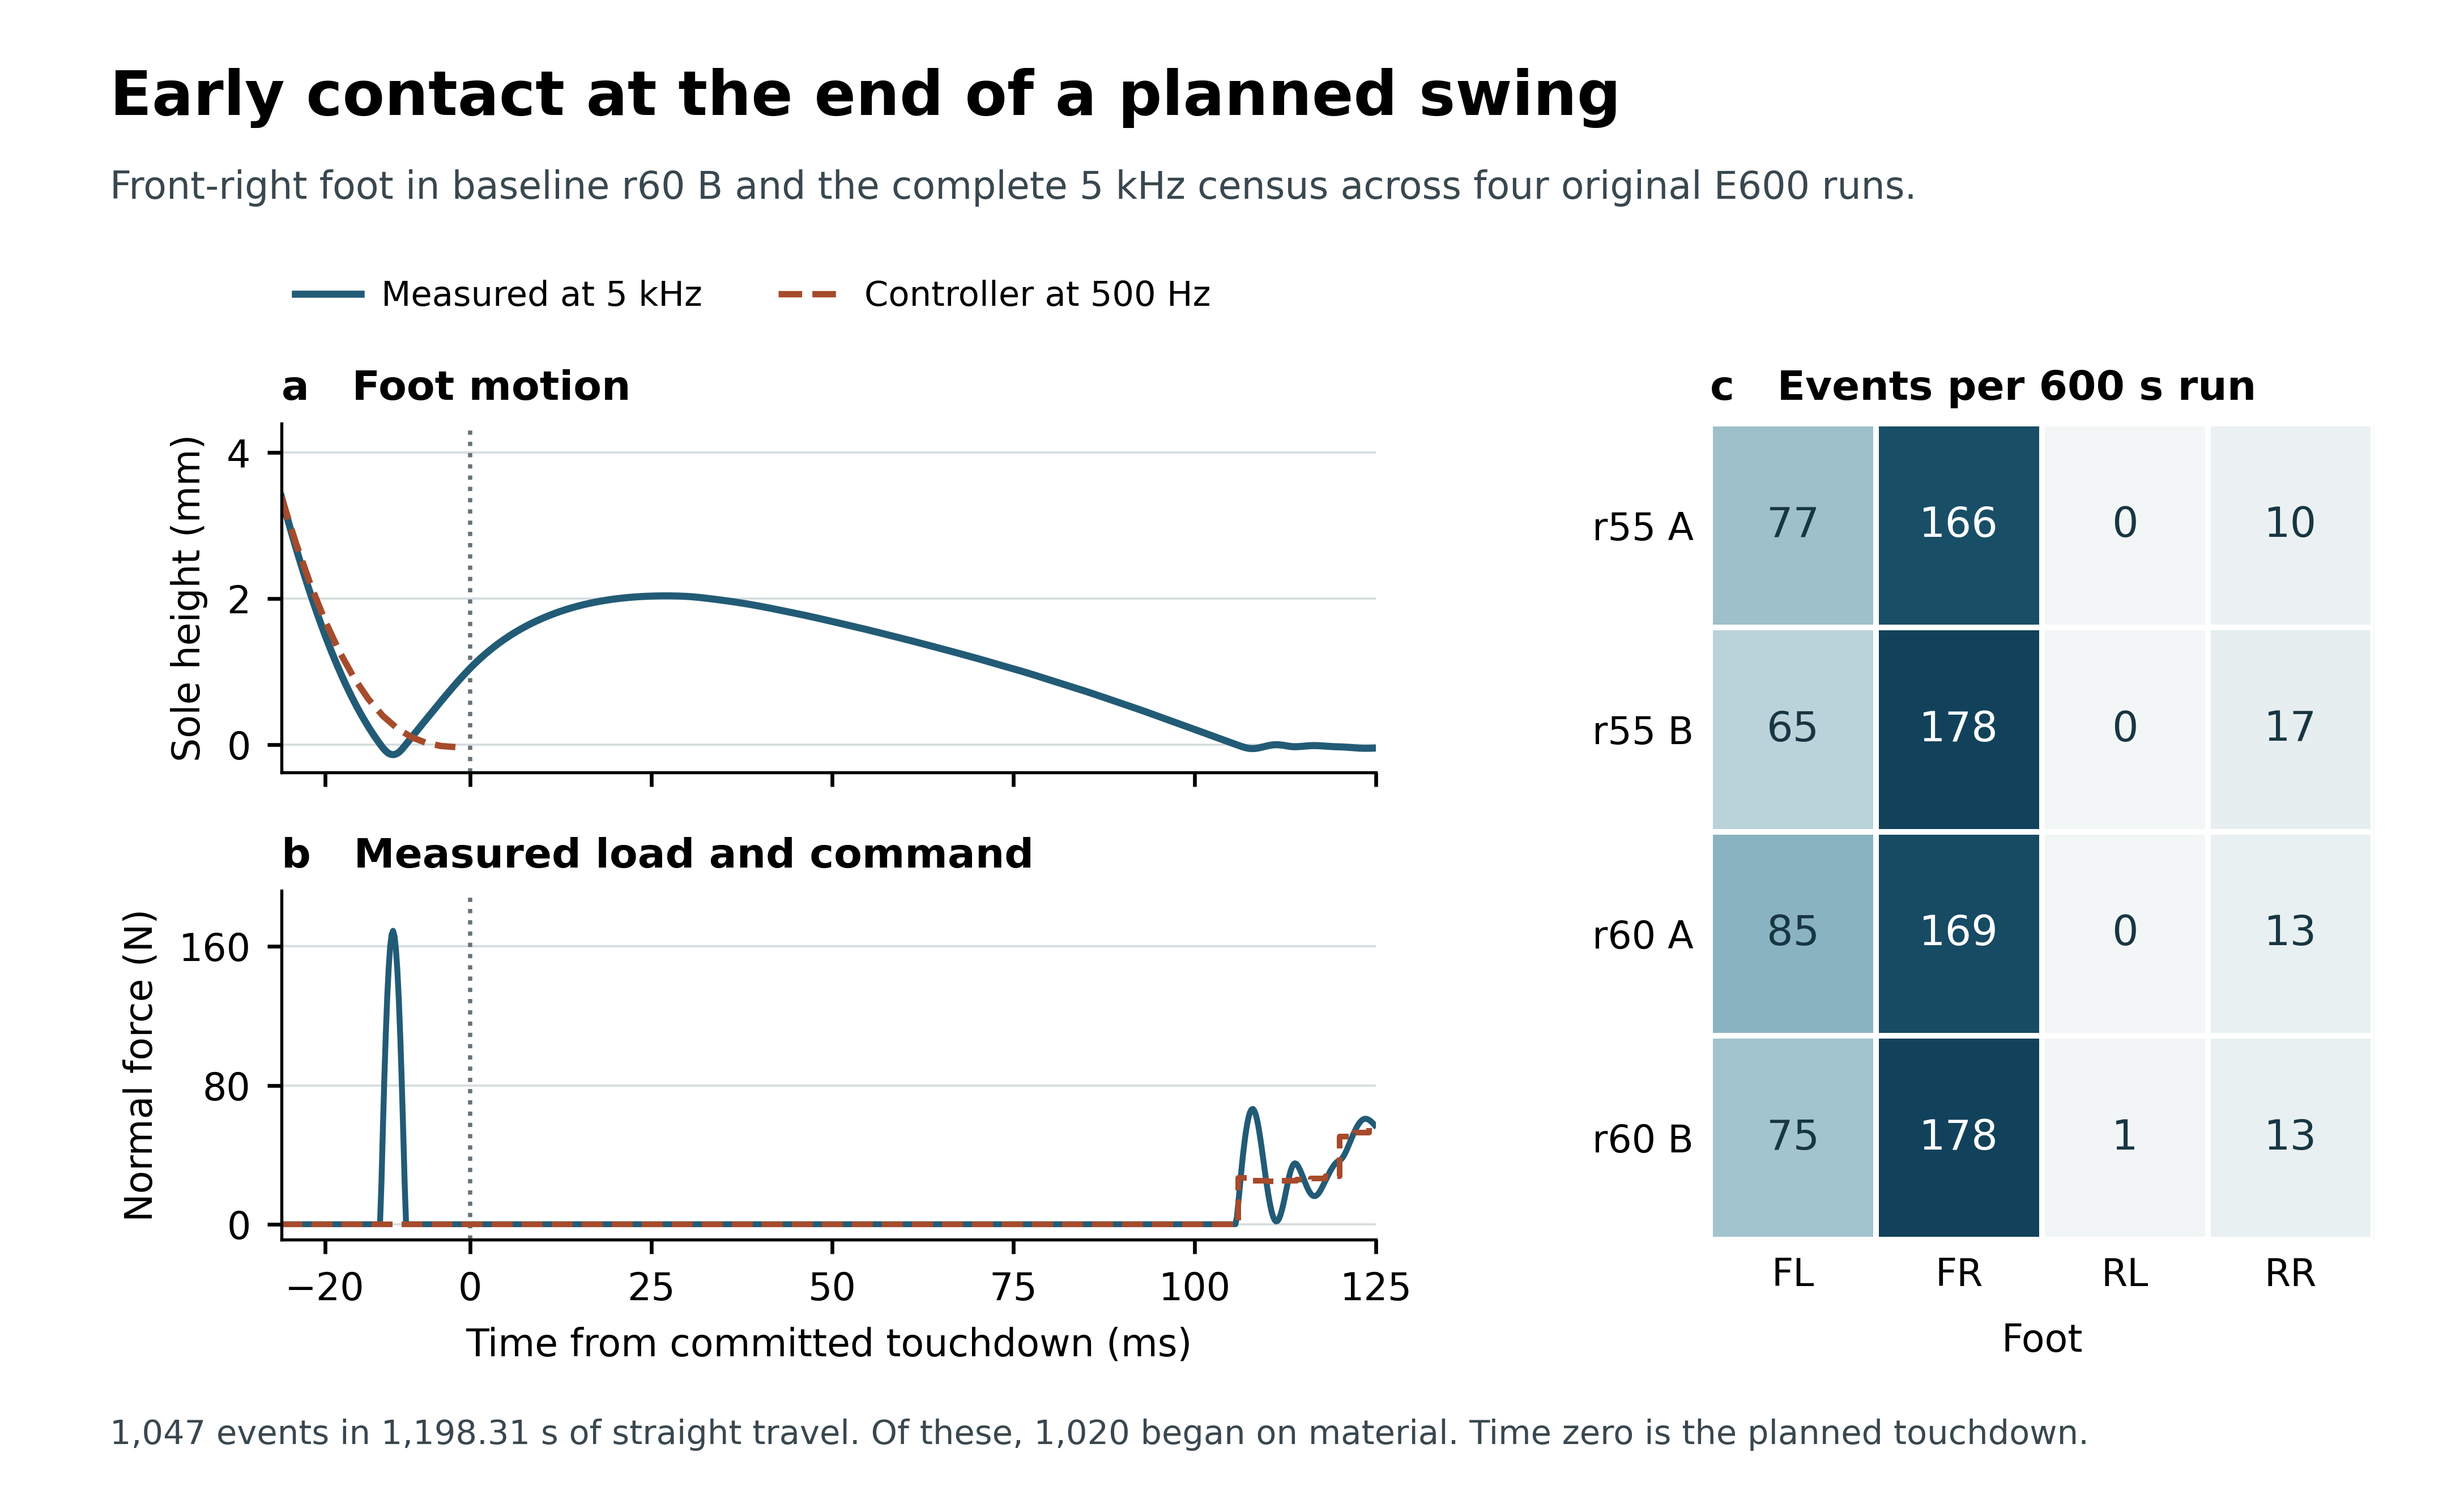 Early contact at the end of a planned swing
Front-right foot in baseline r60 B and the complete 5 kHz census across four original E600 runs.
Measured at 5 kHz
Controller at 500 Hz
a Foot motion
Sole height (mm)
4
2
0
b Measured load and command
Normal force (N)
160
80
0
−20 0 25 50 75 100 125
Time from committed touchdown (ms)
c Events per 600 s run
r55 A 77 166 0 10
r55 B 65 178 0 17
r60 A 85 169 0 13
r60 B 75 178 1 13
FL FR RL RR
Foot
1,047 events in 1,198.31 s of straight travel. Of these, 1,020 began on material. Time zero is the planned touchdown.